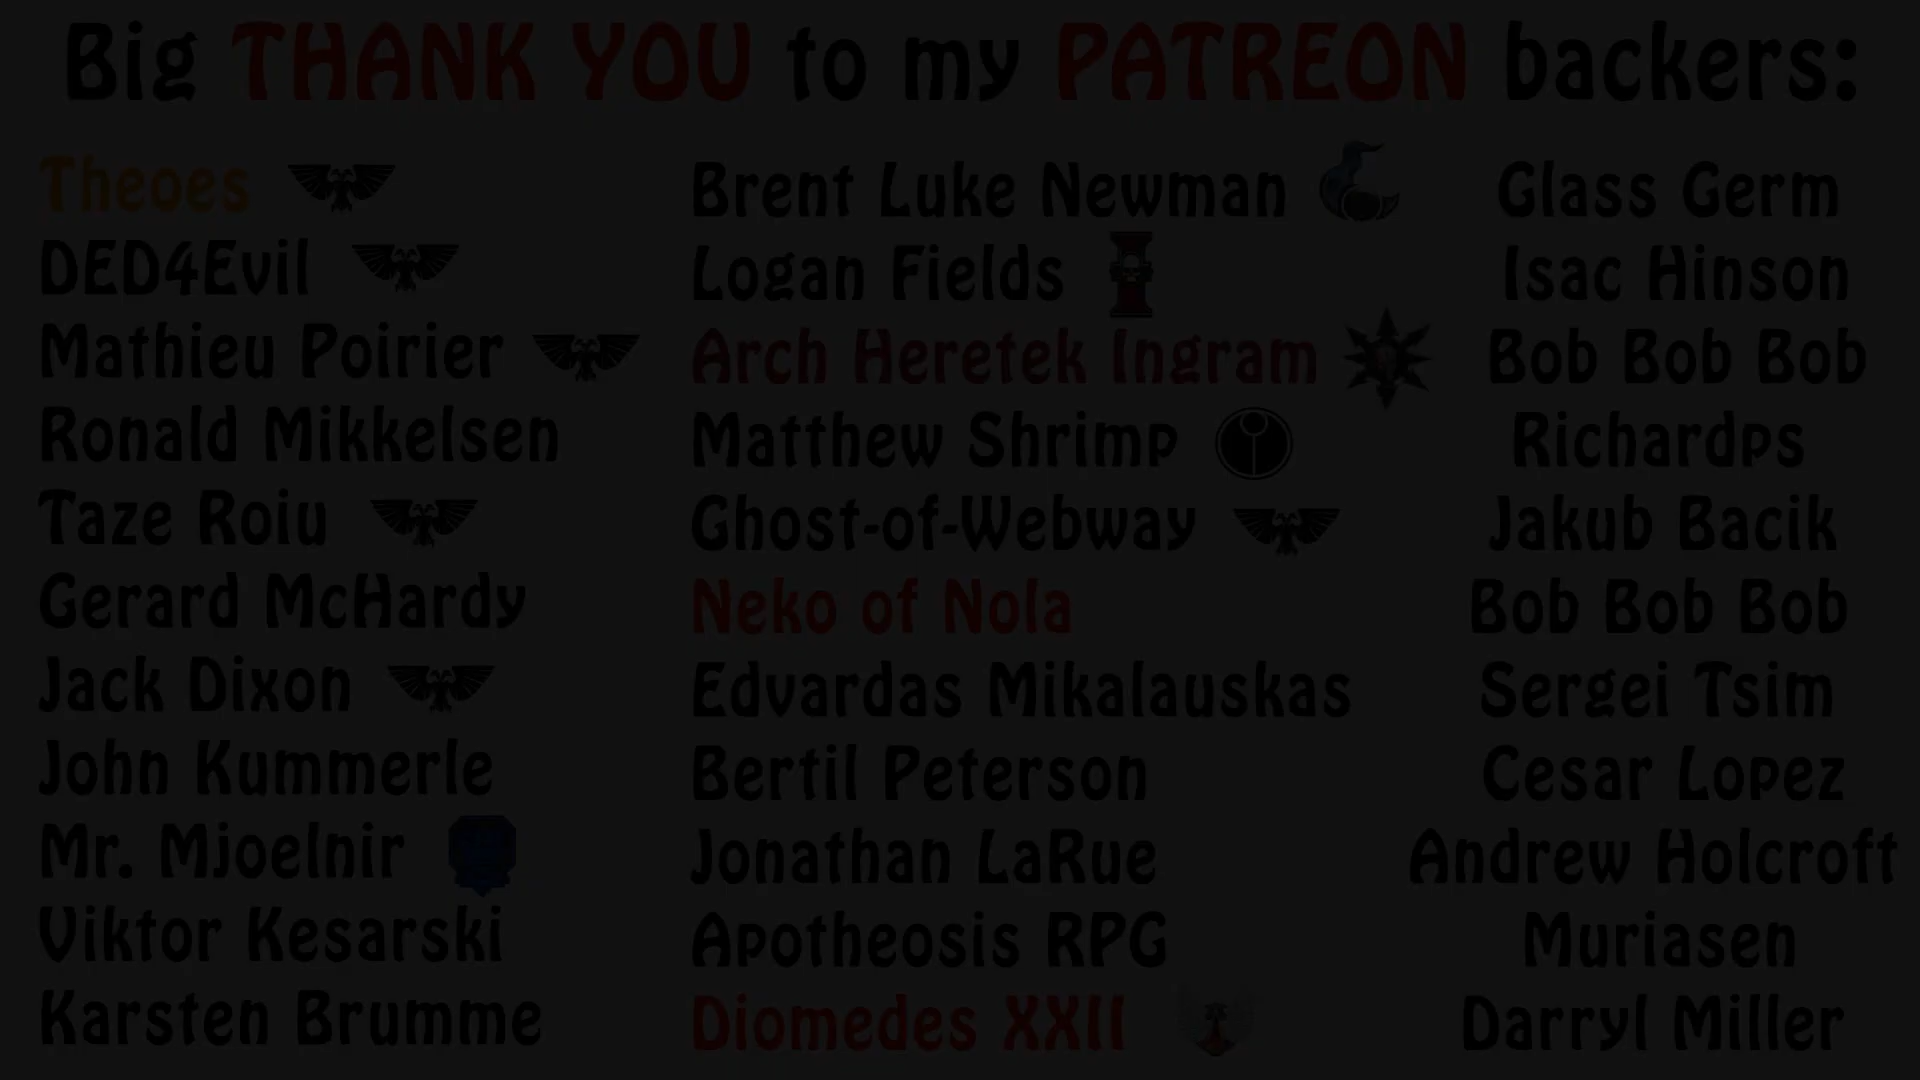 Big THANK YOU to my PATREON backers:
Theoes
DED4Evil
Mathieu Poirier
Ronald Mikkelsen
Taze Roiu
Gerard McHardy
Jack Dixon
John Kummerle
Mr. Mjoelnir
Viktor Kesarski
Karsten Brumme
Brent Luke Newman
Logan Fields
Arch Heretek Ingram
Matthew Shrimp
Ghost-of-Webway
Neko of Nola
Edvardas Mikalauskas
Bertil Peterson
Jonathan LaRue
Apotheosis RPG
Diomedes XXII
Glass Germ
Isac Hinson
Bob Bob Bob
Richardps
Jakub Bacik
Bob Bob Bob
Sergei Tsim
Cesar Lopez
Andrew Holcroft
Muriasen
Darryl Miller